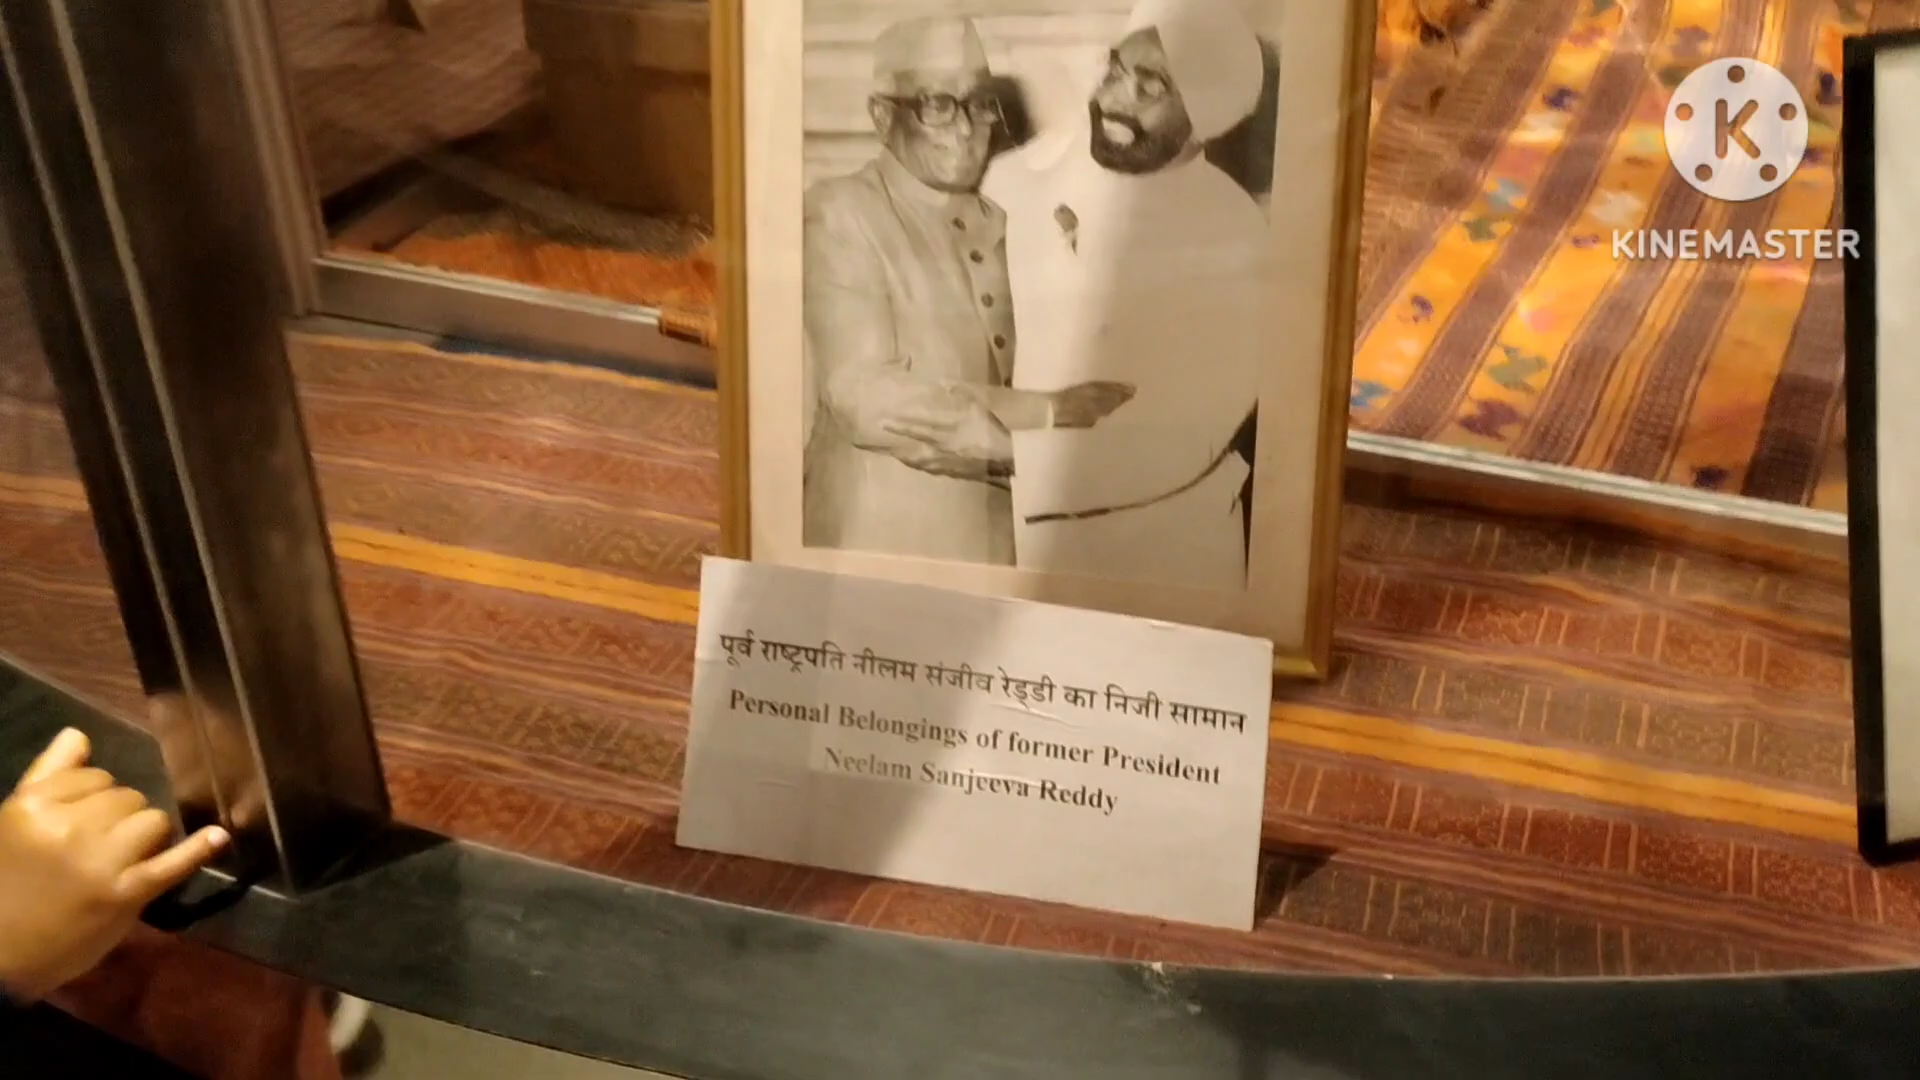 K
KINEMASTER
पूर्व राष्ट्रपति नीलम संजीव रेड्डी का निजी सामान
Personal Belongings of former President
Neelam Sanjeeva Reddy